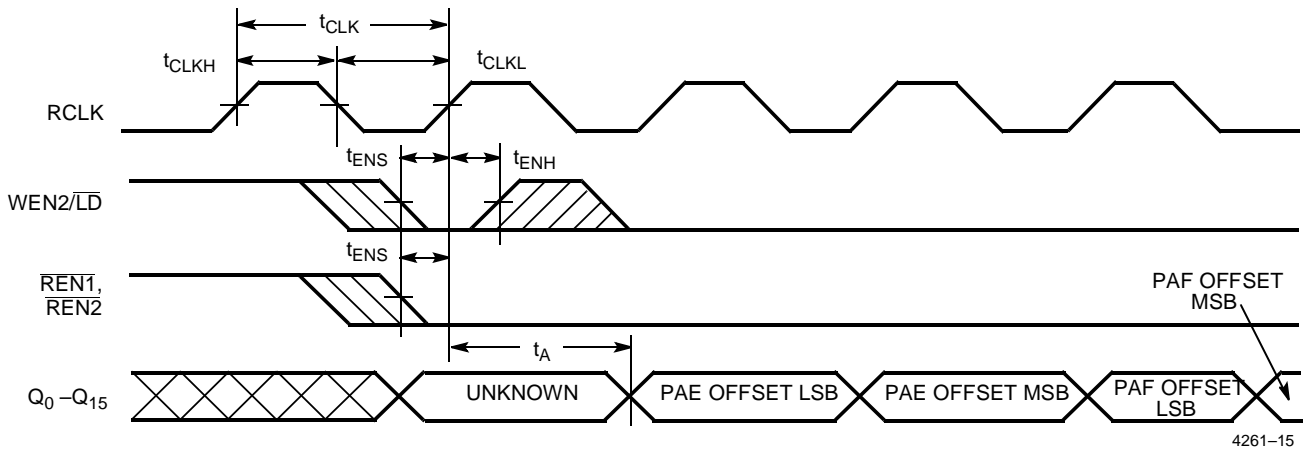 tCLK
tCLKH
tCLKL
RCLK
tENS
tENH
WEN2/LD
tENS
REN1,
REN2
PAF OFFSET
MSB
tA
Q0 –Q15
UNKNOWN
PAE OFFSET LSB
PAE OFFSET MSB
PAF OFFSET
LSB
4261–15